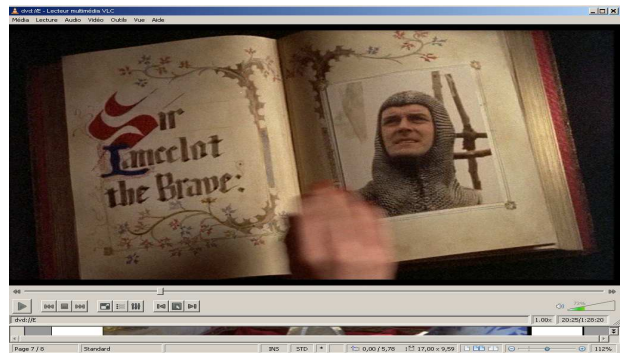 dvd://E - Lecteur multimédia VLC
Média Lecture Audio Vidéo Outils Vue Aide
Sir
Lancelot
the Brave:
dvd://E
1.00x 20:25/1:28:20
Page 7 / 8 Standard INS STD * 0,00 / 5,78 17,00 x 9,59 112%